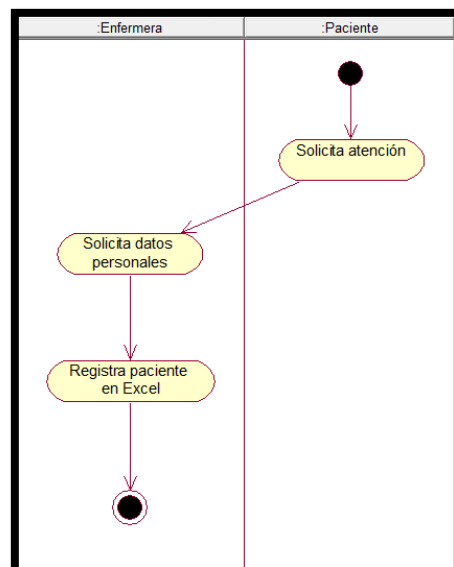 :Enfermera
:Paciente
Solicita atención
Solicita datos
personales
Registra paciente
en Excel